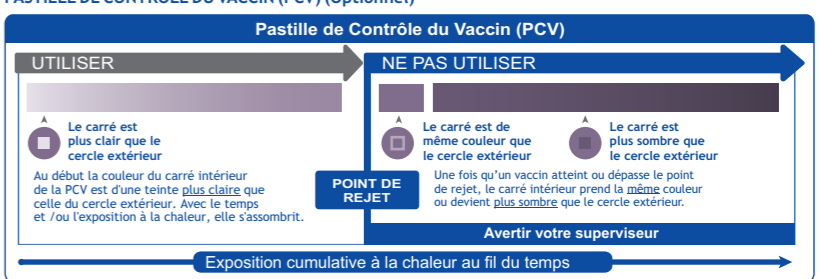 PASTILLE DE CONTRÔLE DU VACCIN (PCV) (Optionnel)
Pastille de Contrôle du Vaccin (PCV)
UTILISER
NE PAS UTILISER
Le carré est
plus clair que le
cercle extérieur
Le carré est de
même couleur que
le cercle extérieur
Le carré est
plus sombre que
le cercle extérieur
Au début la couleur du carré intérieur
de la PCV est d'une teinte plus claire que
celle du cercle extérieur. Avec le temps
et /ou l'exposition à la chaleur, elle s'assombrit.
POINT DE
REJET
Une fois qu'un vaccin atteint ou dépasse le point
de rejet, le carré intérieur prend la même couleur
ou devient plus sombre que le cercle extérieur.
Avertir votre superviseur
Exposition cumulative à la chaleur au fil du temps